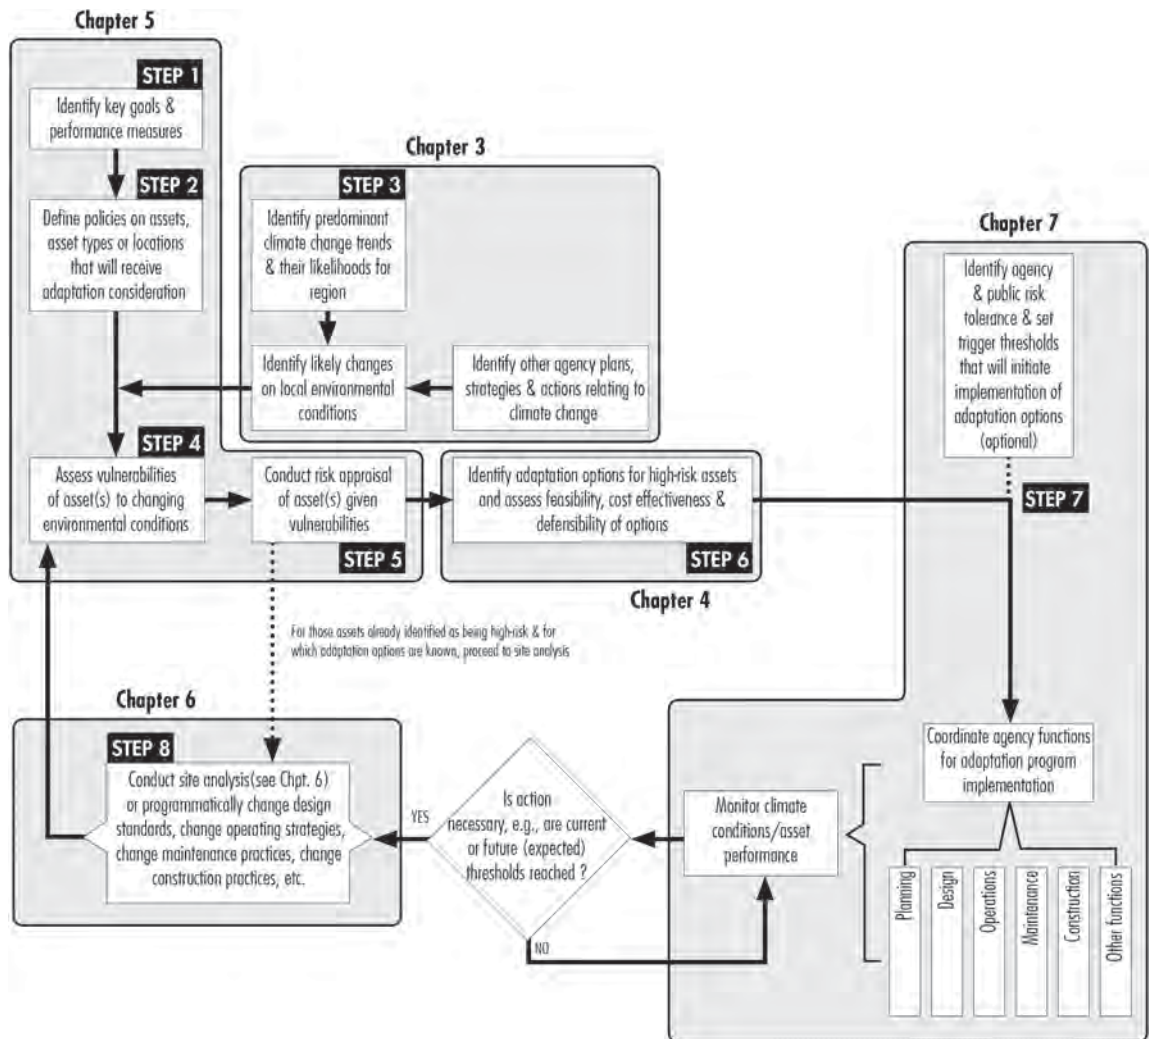 Chapter 5
STEP 1
Identify key goals &
performance measures
STEP 2
Define policies on assets,
asset types or locations
that will receive
adaptation consideration
Chapter 3
STEP 3
Identify predominant
climate change trends
& their likelihoods for
region
Identify likely changes
on local environmental
conditions
Identify other agency plans,
strategies & actions relating to
climate change
STEP 4
Assess vulnerabilities
of asset(s) to changing
environmental conditions
Conduct risk appraisal
of asset(s) given
vulnerabilities
STEP 5
Identify adaptation options for high-risk assets
and assess feasibility, cost effectiveness &
defensibility of options
STEP 6
Chapter 4
Chapter 7
Identify agency
& public risk
tolerance & set
trigger thresholds
that will initiate
implementation of
adaptation options
(optional)
STEP 7
For those assets already identified as being high-risk & for
which adaptation options are known, proceed to site analysis
Coordinate agency functions
for adaptation program
implementation
Planning
Design
Operations
Maintenance
Construction
Other functions
Monitor climate
conditions/asset
performance
Is action
necessary, e.g., are current
or future (expected)
thresholds reached ?
YES
NO
Chapter 6
STEP 8
Conduct site analysis(see Chpt. 6)
or programmatically change design
standards, change operating strategies,
change maintenance practices, change
construction practices, etc.